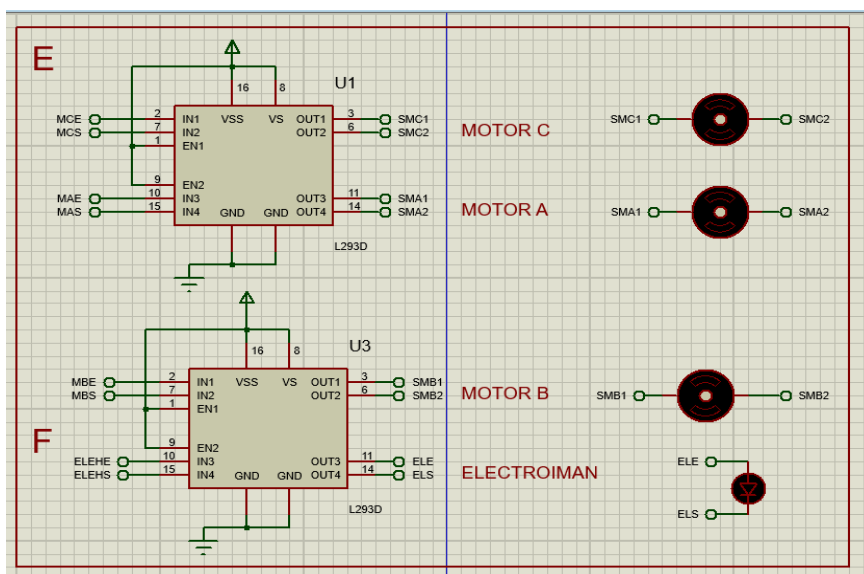 E
U1
16 8
MCE 2 IN1 VSS VS OUT1 3 SMC1
MCS 7 IN2 OUT2 6 SMC2
1 EN1
9 EN2
MAE 10 IN3 OUT3 11 SMA1
MAS 15 IN4 GND GND OUT4 14 SMA2
L293D
MOTOR C
SMC1 SMC2
MOTOR A
SMA1 SMA2
U3
16 8
MBE 2 IN1 VSS VS OUT1 3 SMB1
MBS 7 IN2 OUT2 6 SMB2
1 EN1
F
9 EN2
ELEHE 10 IN3 OUT3 11 ELE
ELEHS 15 IN4 GND GND OUT4 14 ELS
L293D
MOTOR B
SMB1 SMB2
ELECTROIMAN
ELE
ELS